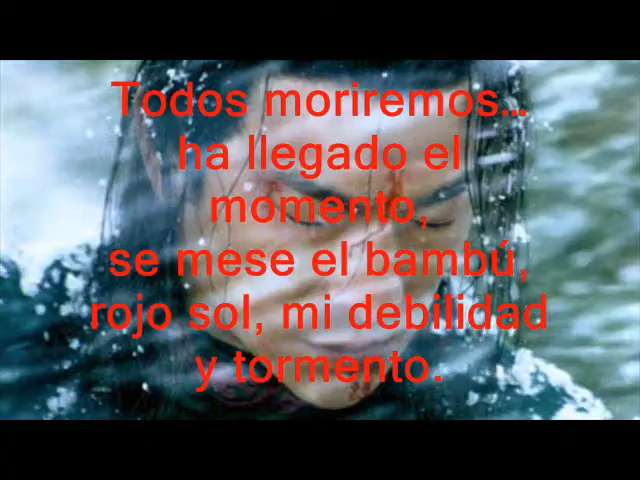 Todos moriremos...
ha llegado el
momento,
se mese el bambú,
rojo sol, mi debilidad
y tormento.